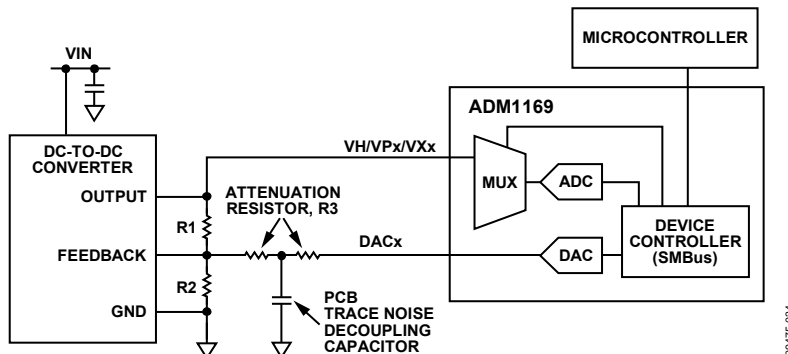 VIN
MICROCONTROLLER
ADM1169
DC-TO-DC
CONVERTER
VH/VPx/VXx
MUX
ADC
OUTPUT
ATTENUATION
RESISTOR, R3
R1
DEVICE
CONTROLLER
(SMBus)
FEEDBACK
DACx
DAC
R2
GND
PCB
TRACE NOISE
DECOUPLING
CAPACITOR